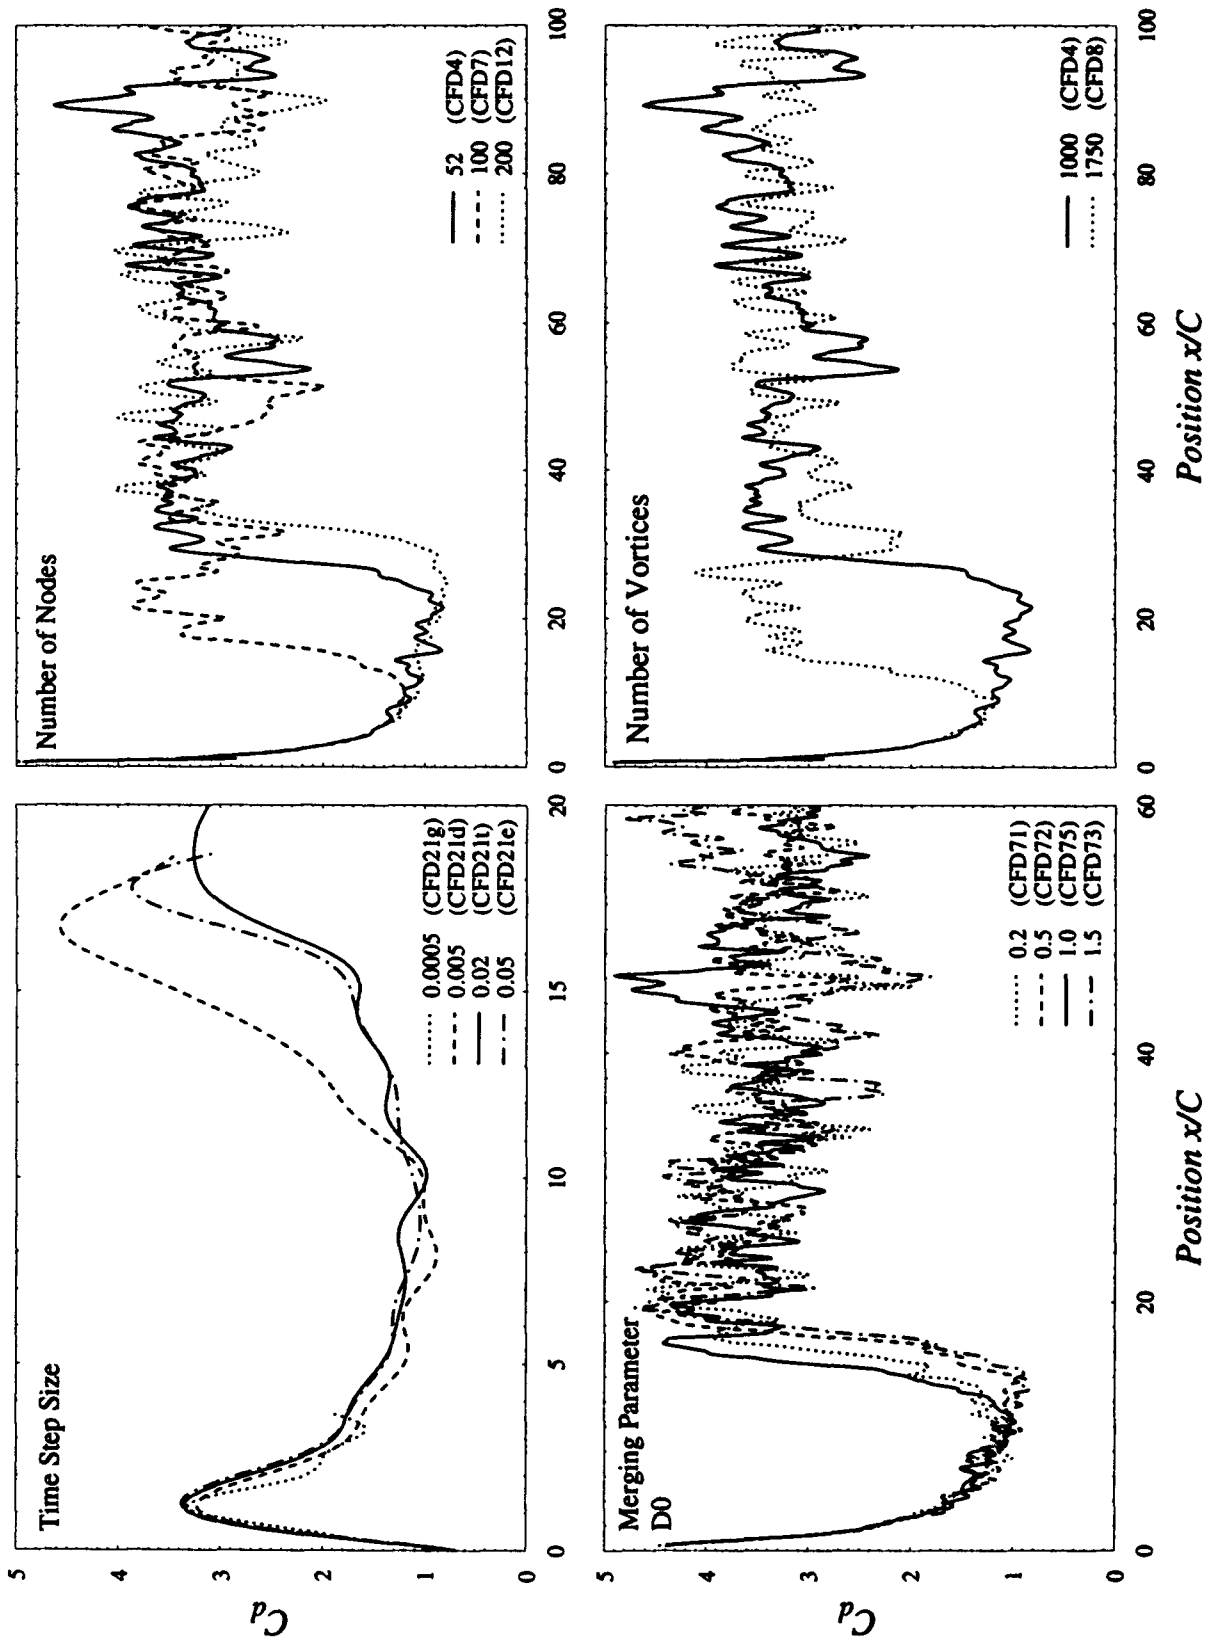 Time Step Size
0.0005 (CFD21g)
0.005 (CFD21d)
0.02 (CFD21t)
0.05 (CFD21e)
5
4
3
2
1
0
C_d
0 5 10 15 20
Number of Nodes
52 (CFD4)
100 (CFD7)
200 (CFD12)
0 20 40 60 80 100
Merging Parameter
D0
0.2 (CFD71)
0.5 (CFD72)
1.0 (CFD75)
1.5 (CFD73)
5
4
3
2
1
0
C_d
0 20 40 60
Position x/C
Number of Vortices
1000 (CFD4)
1750 (CFD8)
0 20 40 60 80 100
Position x/C